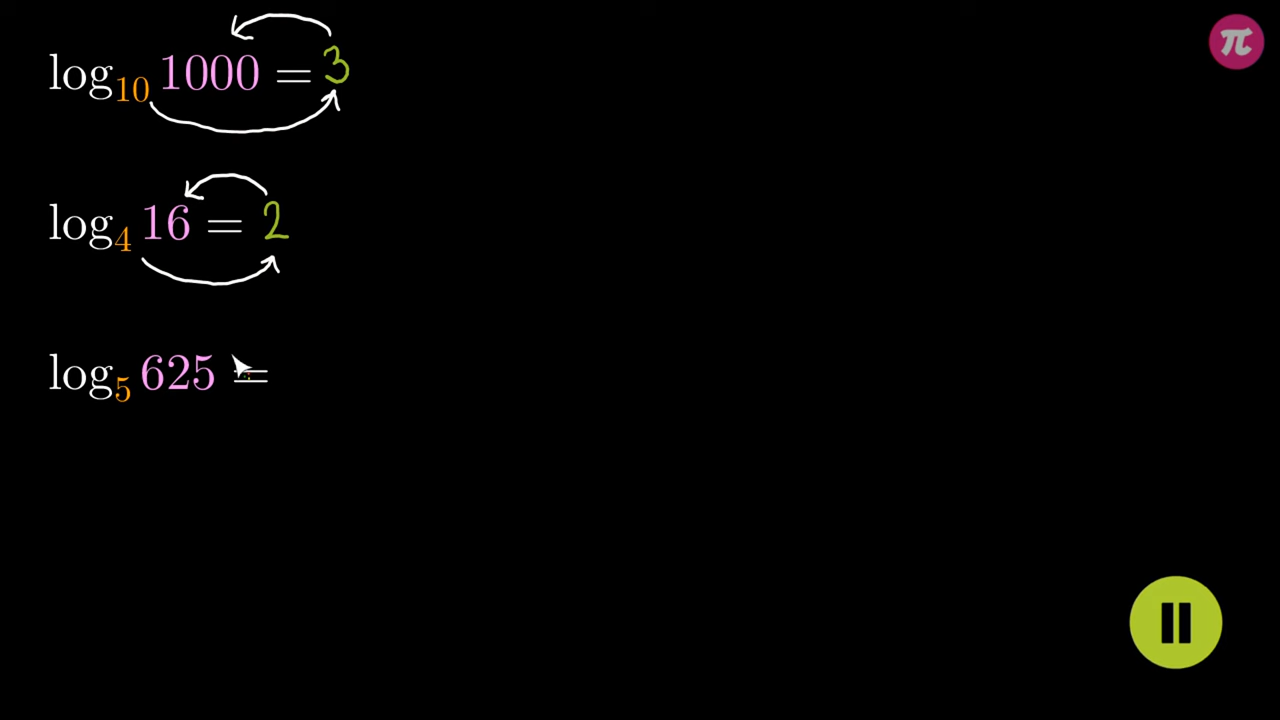 log₁₀ 1000 = 3
log₄ 16 = 2
log₅ 625 =
π